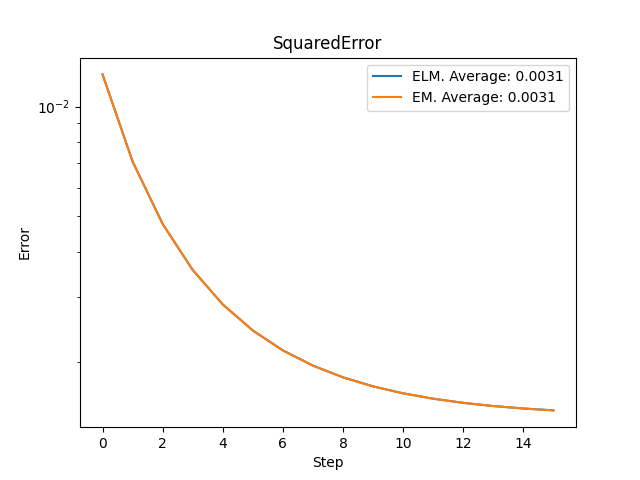 SquaredError
ELM. Average: 0.0031
EM. Average: 0.0031
10⁻²
Error
0 2 4 6 8 10 12 14
Step